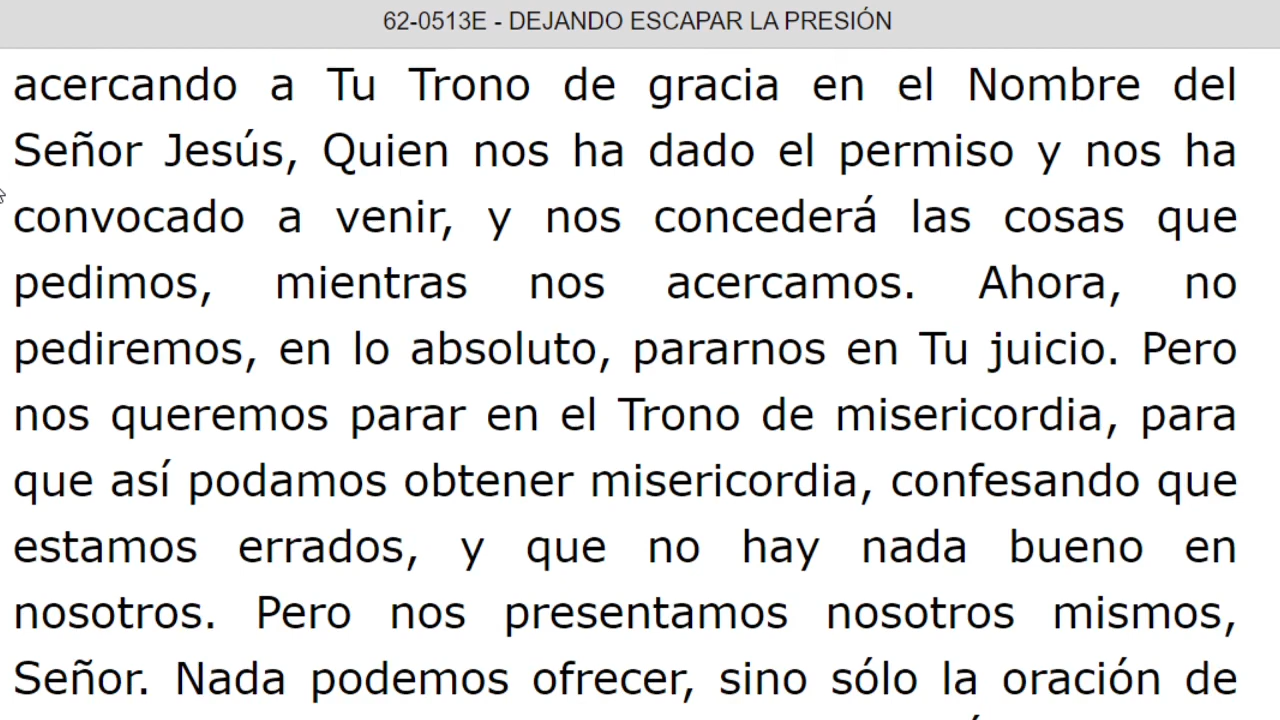 62-0513E - DEJANDO ESCAPAR LA PRESIÓN
acercando a Tu Trono de gracia en el Nombre del
Señor Jesús, Quien nos ha dado el permiso y nos ha
convocado a venir, y nos concederá las cosas que
pedimos, mientras nos acercamos. Ahora, no
pediremos, en lo absoluto, pararnos en Tu juicio. Pero
nos queremos parar en el Trono de misericordia, para
que así podamos obtener misericordia, confesando que
estamos errados, y que no hay nada bueno en
nosotros. Pero nos presentamos nosotros mismos,
Señor. Nada podemos ofrecer, sino sólo la oración de